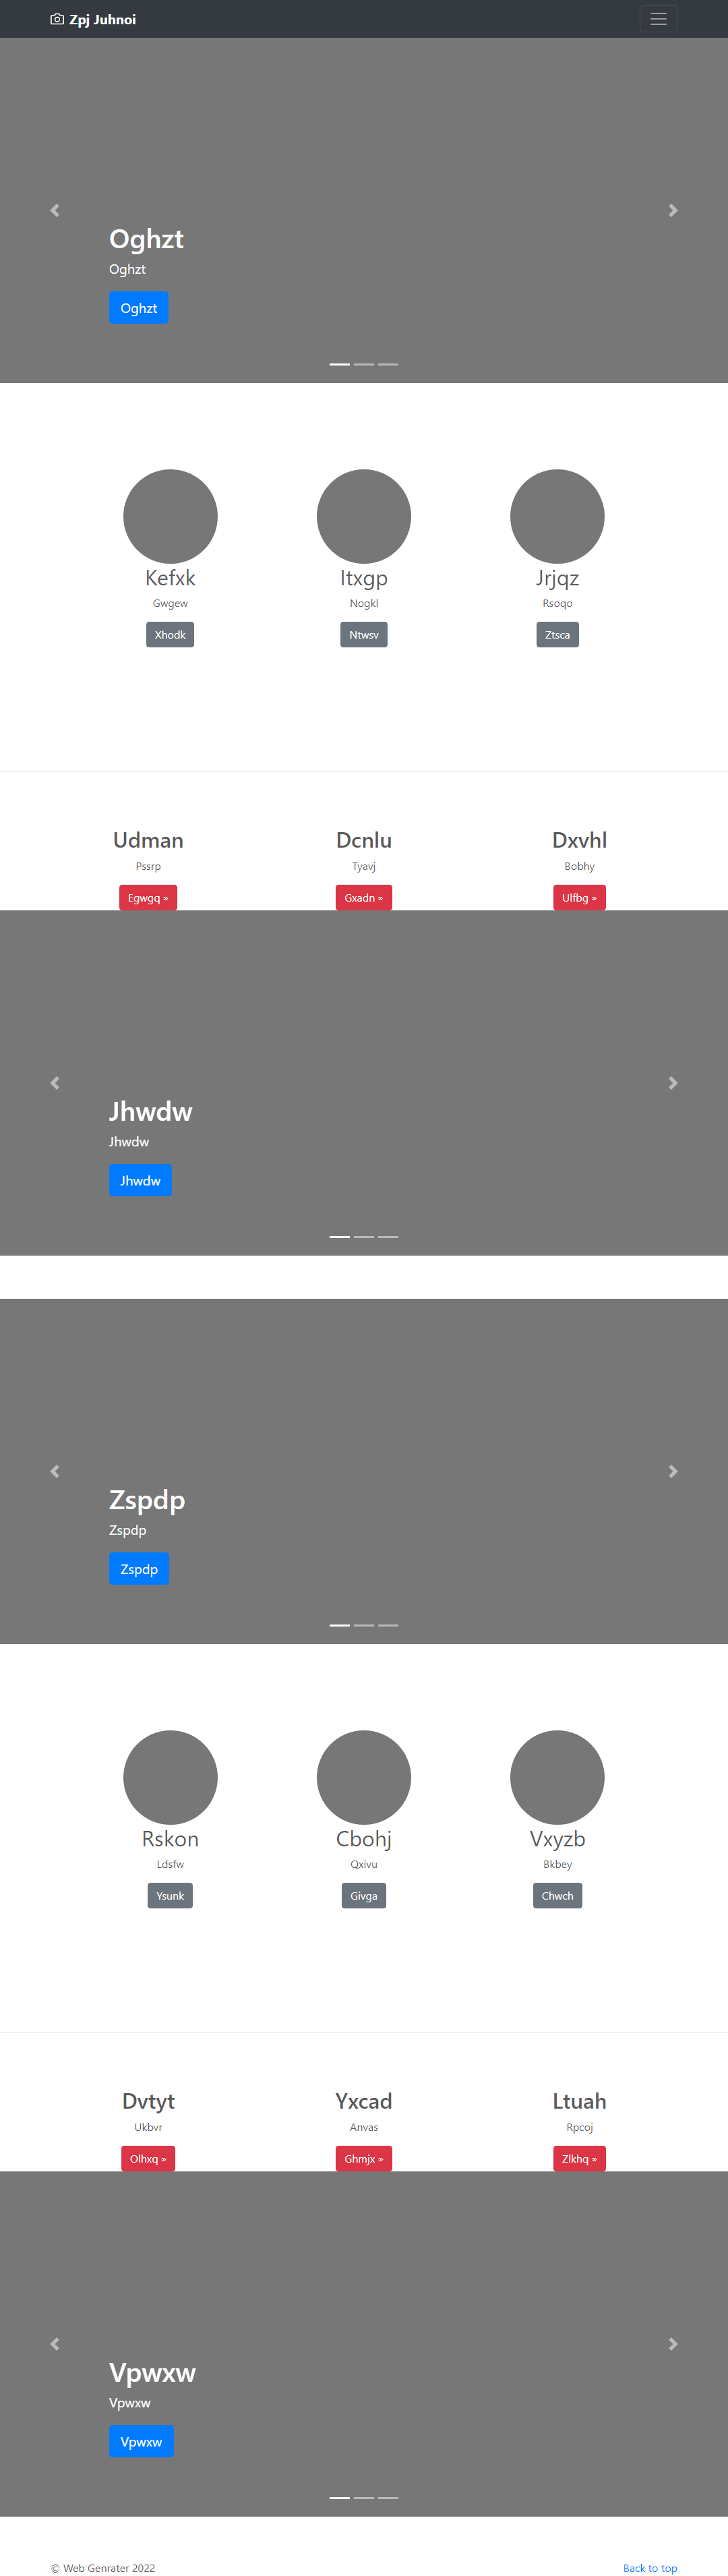 Zpj Juhnoi
Oghzt
Oghzt
Oghzt
Kefxk Itxgp Jrjqz
Gwgew Nogkl Rsoqo
Xhodk Ntwsv Ztsca
Udman Dcnlu Dxvhl
Pssrp Tyavj Bobhy
Egwgq » Gxadn » Ulfbg »
Jhwdw
Jhwdw
Jhwdw
Zspdp
Zspdp
Zspdp
Rskon Cbohj Vxyzb
Ldsfw Qxivu Bkbey
Ysunk Givga Chwch
Dvtyt Yxcad Ltuah
Ukbvr Anvas Rpcoj
Olhxq » Ghmjx » Zlkhq »
Vpwxw
Vpwxw
Vpwxw
© Web Genrater 2022 Back to top